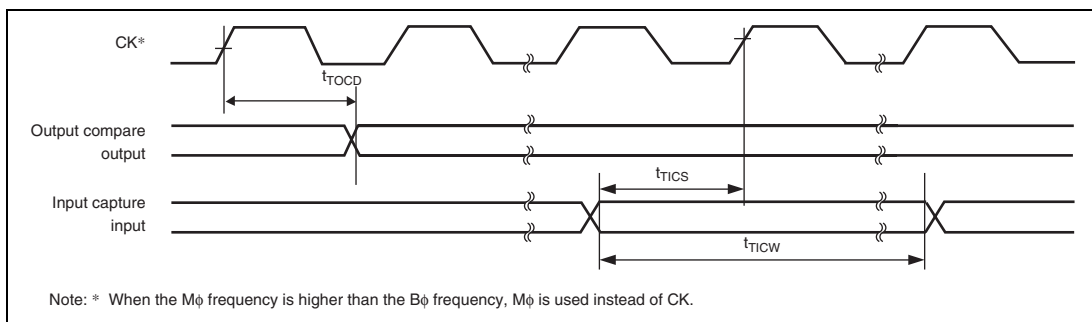 CK*
tTOCD
Output compare
output
tTICS
Input capture
input
tTICW
Note: * When the Mφ frequency is higher than the Bφ frequency, Mφ is used instead of CK.